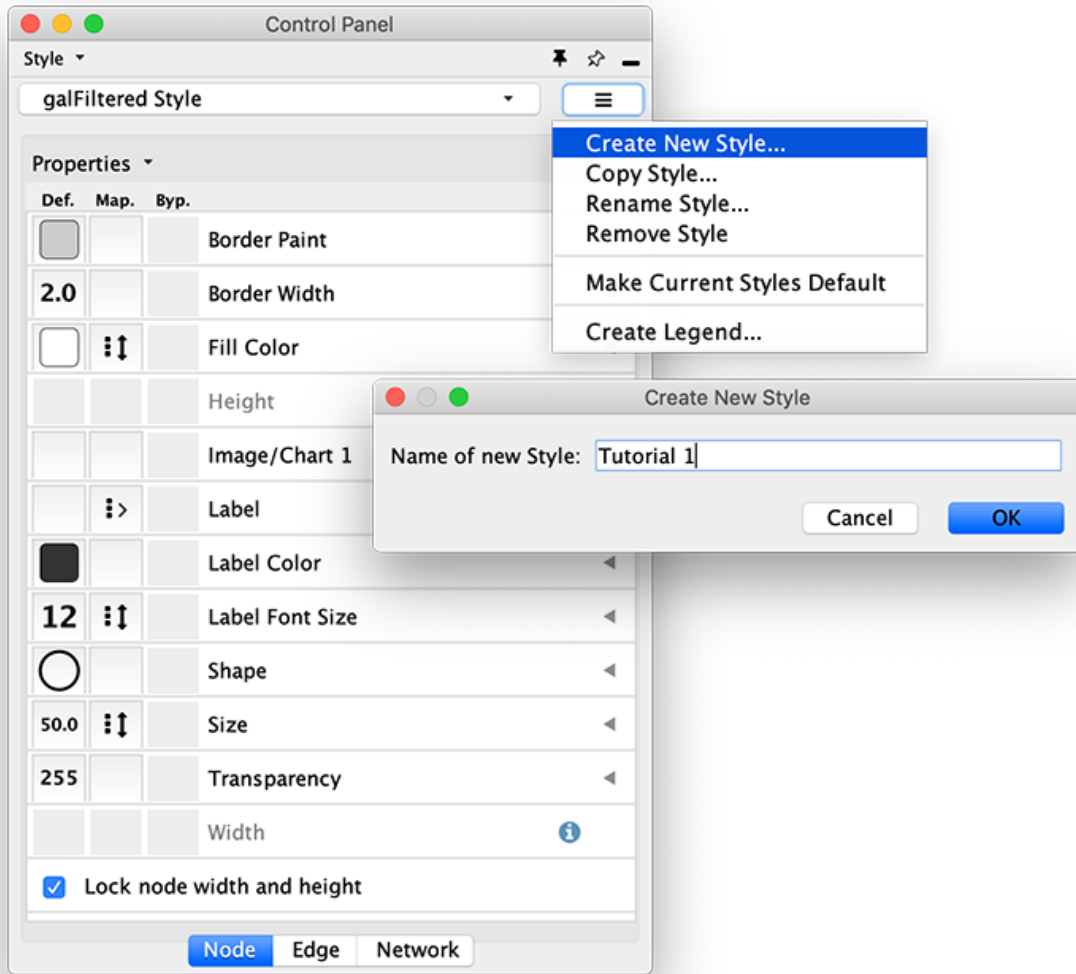 Control Panel
Style
galFiltered Style
Create New Style...
Copy Style...
Rename Style...
Remove Style
Make Current Styles Default
Create Legend...
Properties
Def. Map. Byp.
Border Paint
2.0 Border Width
Fill Color
Height
Image/Chart 1
Label
Label Color
12 Label Font Size
Shape
50.0 Size
255 Transparency
Width
Lock node width and height
Node Edge Network
Create New Style
Name of new Style: Tutorial 1
Cancel OK